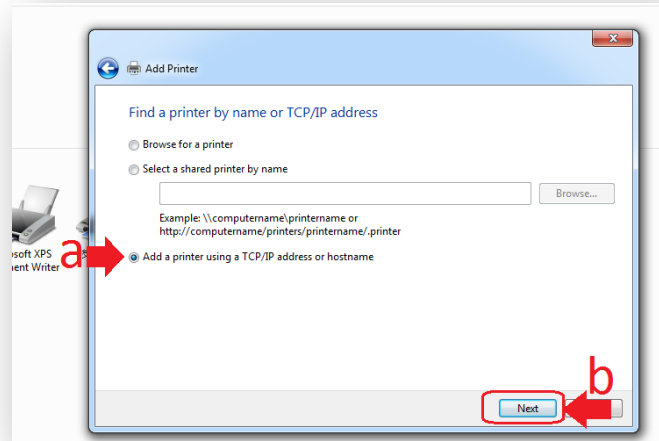 Add Printer
Find a printer by name or TCP/IP address
Browse for a printer
Select a shared printer by name
Browse...
Example: \\computername\printername or
http://computername/printers/printername/.printer
a
Add a printer using a TCP/IP address or hostname
osoft XPS
ment Writer
b
Next